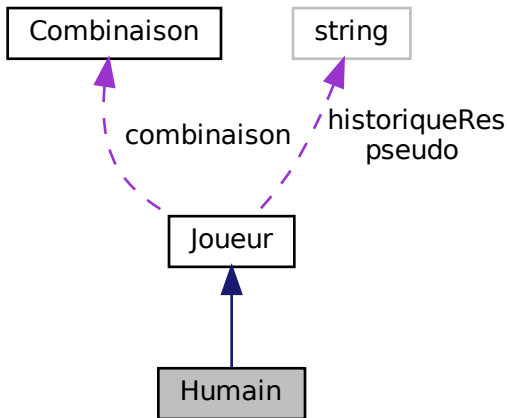 Combinaison
string
combinaison
historiqueRes
pseudo
Joueur
Humain